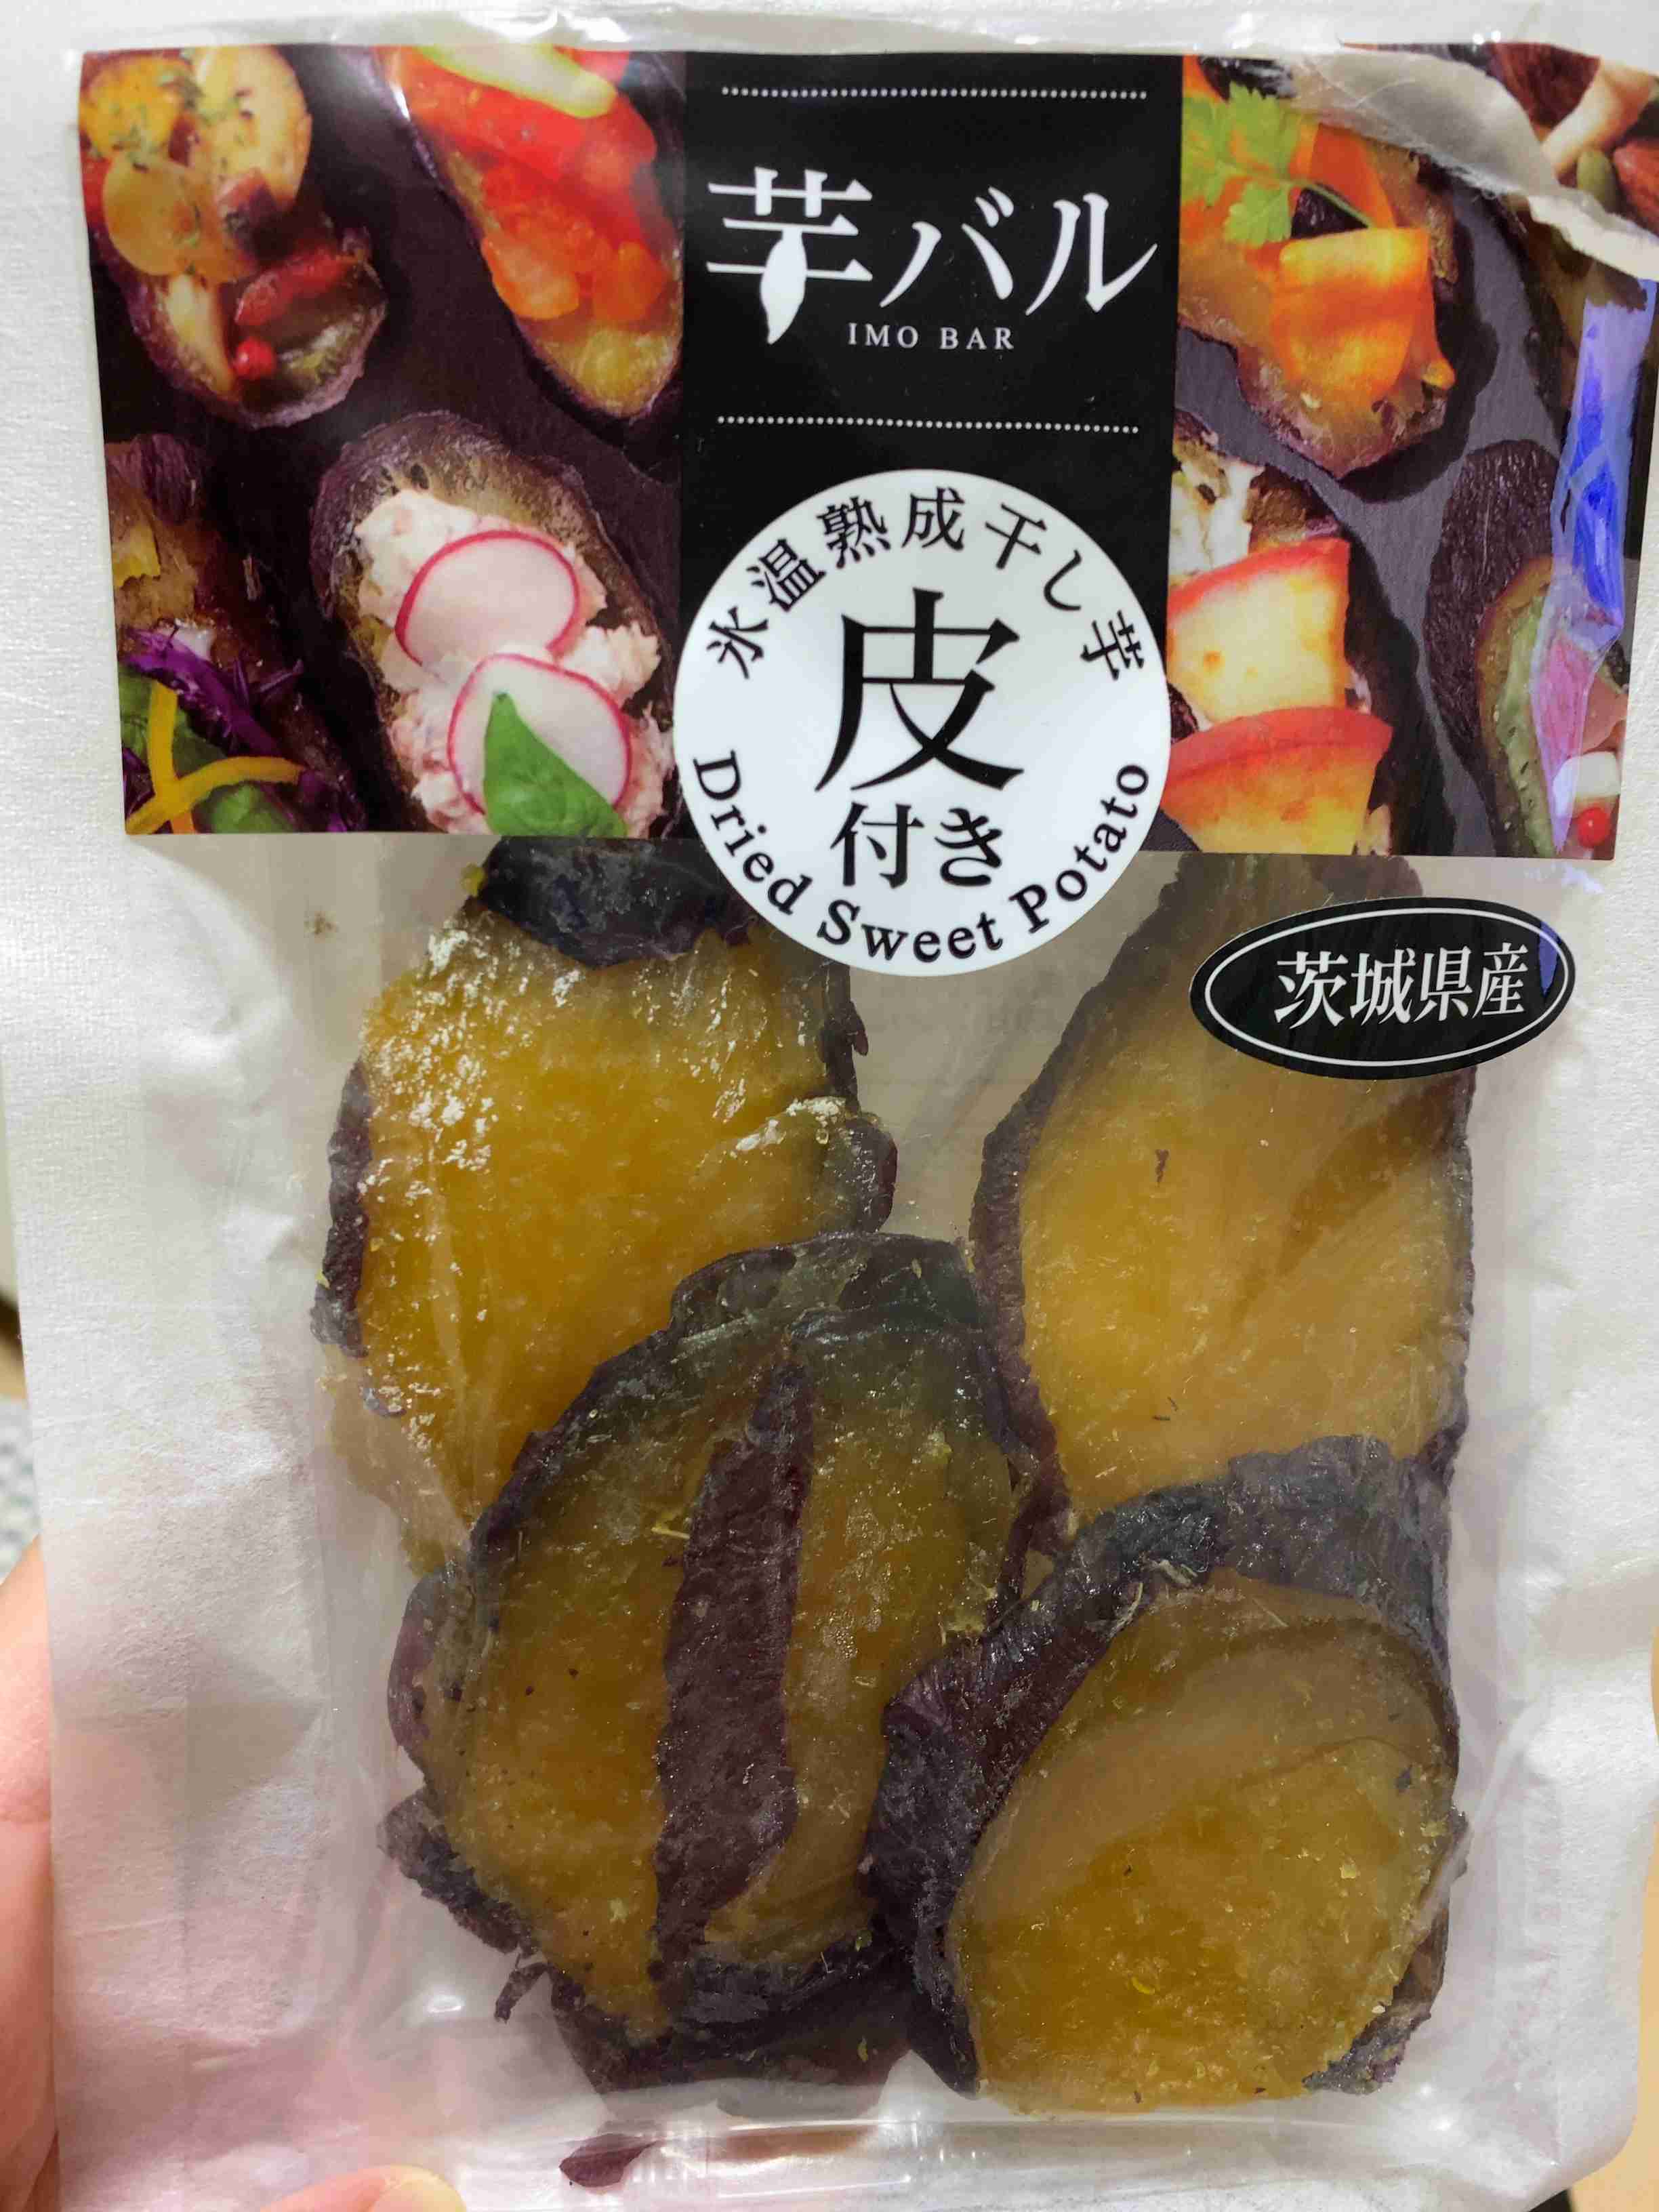 芋バル
IMO BAR
氷温熟成干し芋
皮
付き
Dried Sweet Potato
茨城県産